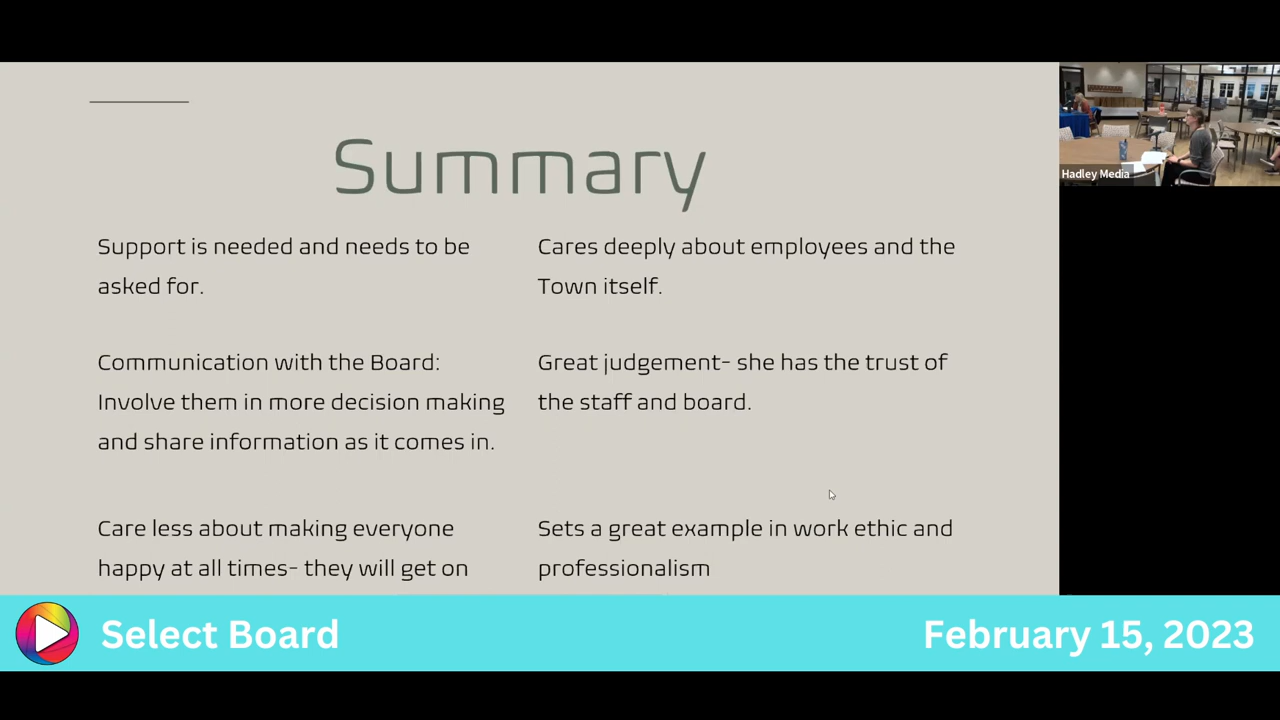 Summary
Support is needed and needs to be
asked for.
Communication with the Board:
Involve them in more decision making
and share information as it comes in.
Care less about making everyone
happy at all times- they will get on
Cares deeply about employees and the
Town itself.
Great judgement- she has the trust of
the staff and board.
Sets a great example in work ethic and
professionalism
Hadley Media
Select Board
February 15, 2023